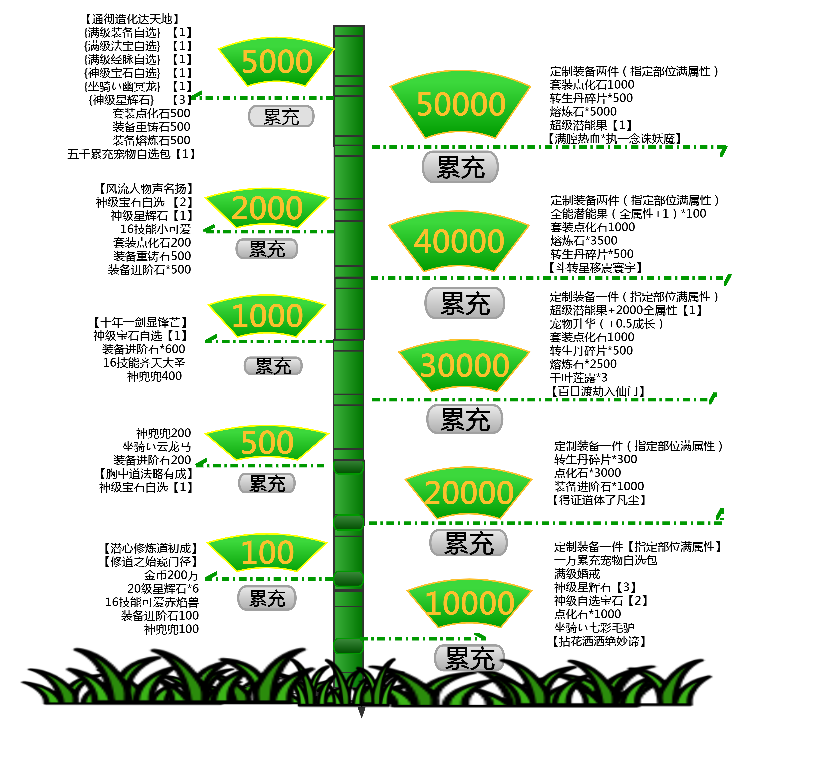 【通彻造化达天地】
{满级装备自选} 【1】
{满级法宝自选} 【1】
{满级经脉自选} 【1】
{神级宝石自选} 【1】
{坐骑い幽冥龙} 【1】
{神级星辉石} 【3】
套装点化石500
装备重铸石500
装备熔炼石500
五千累充宠物自选包【1】
5000
累充
【风流人物声名扬】
神级宝石自选 【2】
神级星辉石【1】
16技能小可爱
套装点化石200
装备重铸石500
装备进阶石*500
2000
累充
【十年一剑显锋芒】
神级宝石自选【1】
装备进阶石*600
16技能齐天大圣
神兜兜400
1000
累充
神兜兜200
坐骑い云龙马
装备进阶石200
【胸中道法略有成】
神级宝石自选【1】
500
累充
【潜心修炼道初成】
【修道之始窥门径】
金币200万
20级星辉石*6
16技能可爱赤焰兽
装备进阶石100
神兜兜100
100
累充
50000
累充
定制装备两件（指定部位满属性）
套装点化石1000
转生丹碎片*500
熔炼石*5000
超级潜能果【1】
【满腔热血*执一念诛妖魔】
40000
累充
定制装备两件（指定部位满属性）
全能潜能果（全属性+1）*100
套装点化石1000
熔炼石*3500
转生丹碎片*500
【斗转星移震寰宇】
30000
累充
定制装备一件（指定部位满属性）
超级潜能果+2000全属性【1】
宠物升华（+0.5成长）
套装点化石1000
转生丹碎片*500
熔炼石*2500
千叶莲露*3
【百日渡劫入仙门】
20000
累充
定制装备一件（指定部位满属性）
转生丹碎片*300
点化石*3000
装备进阶石*1000
【得证道体了凡尘】
10000
累充
定制装备一件【指定部位满属性】
一万累充宠物自选包
满级婚戒
神级星辉石【3】
神级自选宝石【2】
点化石*1000
坐骑い七彩毛驴
【拈花洒洒绝妙谛】